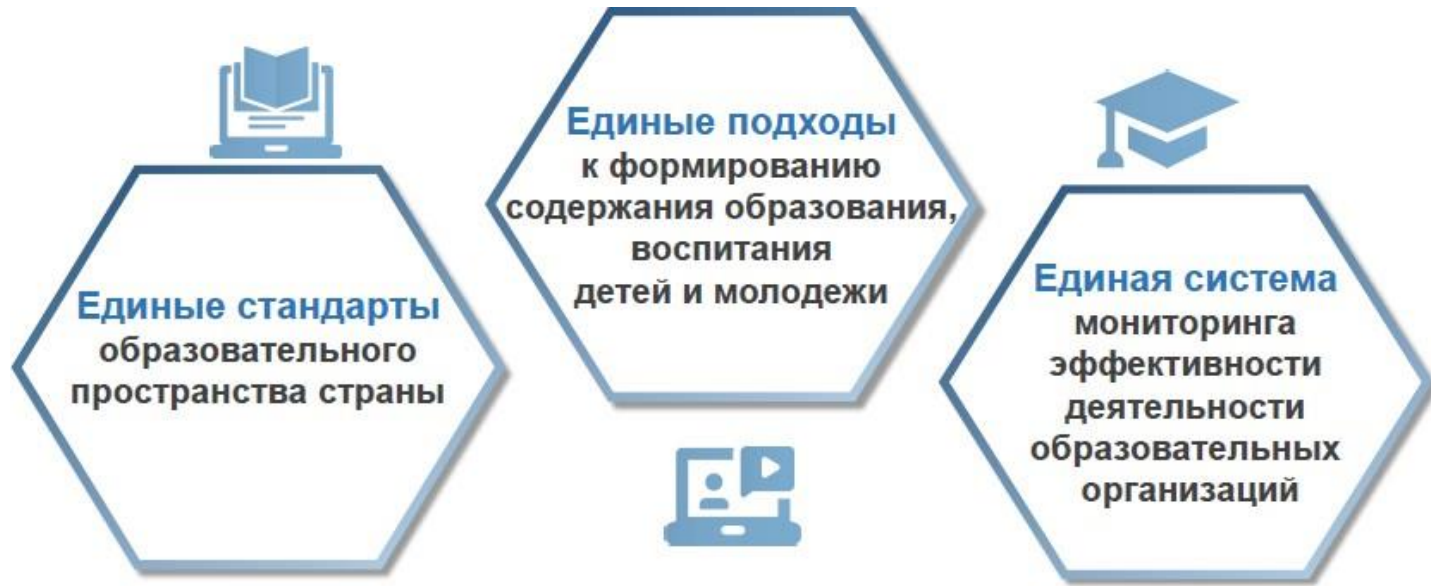 Единые стандарты
образовательного
пространства страны
Единые подходы
к формированию
содержания образования,
воспитания
детей и молодежи
Единая система
мониторинга
эффективности
деятельности
образовательных
организаций